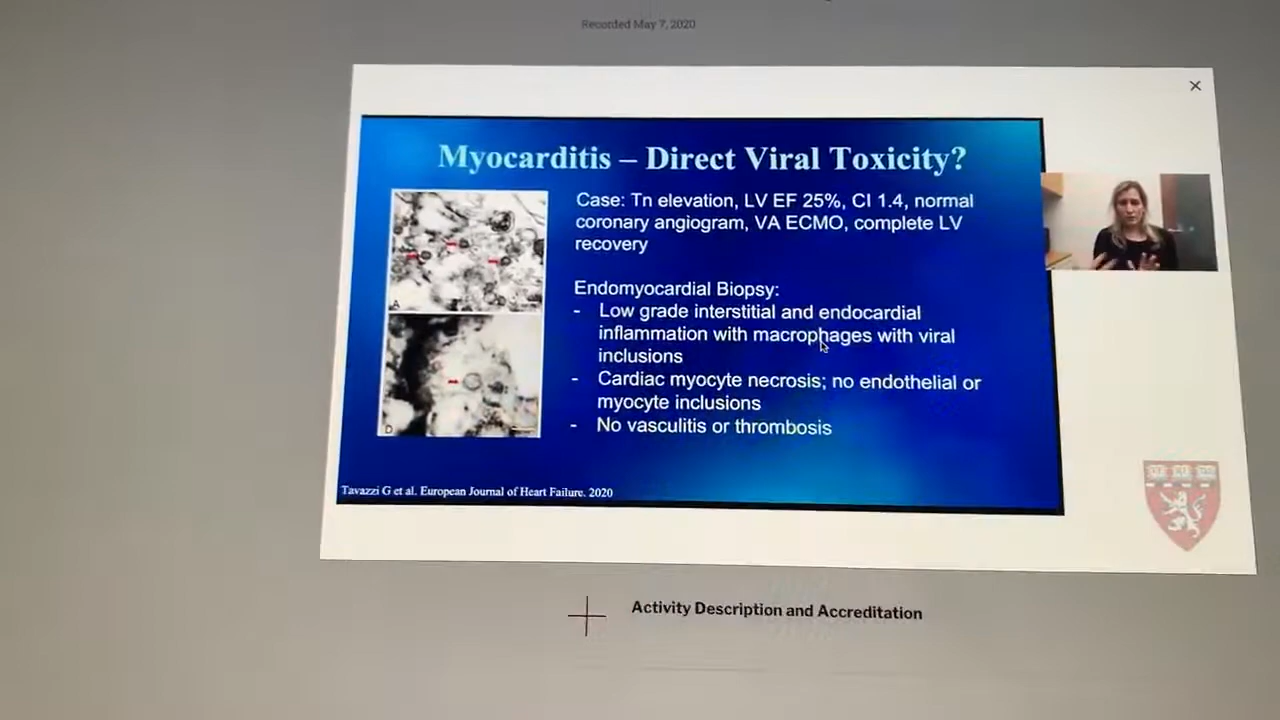 Recorded May 7, 2020
Myocarditis – Direct Viral Toxicity?
Case: Tn elevation, LV EF 25%, CI 1.4, normal
coronary angiogram, VA ECMO, complete LV
recovery
Endomyocardial Biopsy:
- Low grade interstitial and endocardial
inflammation with macrophages with viral
inclusions
- Cardiac myocyte necrosis; no endothelial or
myocyte inclusions
- No vasculitis or thrombosis
A
D
Tavazzi G et al. European Journal of Heart Failure. 2020
Activity Description and Accreditation